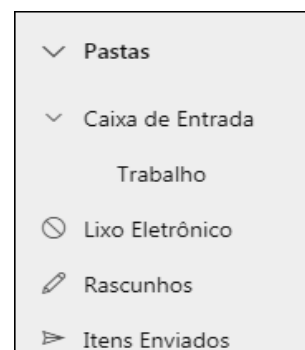 Pastas
Caixa de Entrada
Trabalho
Lixo Eletrônico
Rascunhos
Itens Enviados